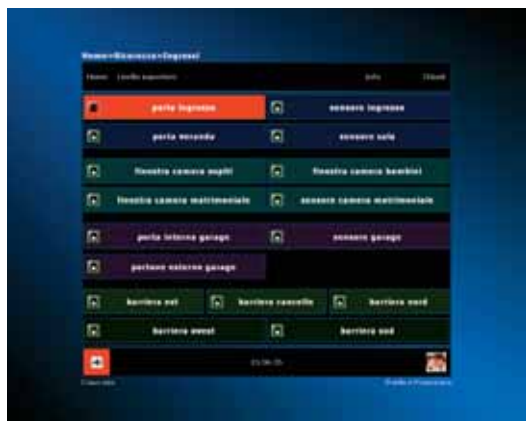 Home>Sicurezza>Ingressi
Home Livello superiore Info Chiudi
porta ingresso sensore ingresso
porta veranda sensore sala
finestra camera ospiti finestra camera bambini
finestra camera matrimoniale sensore camera matrimoniale
porta interna garage sensore garage
portone esterno garage
barriera est barriera cancello barriera nord
barriera ovest barriera sud